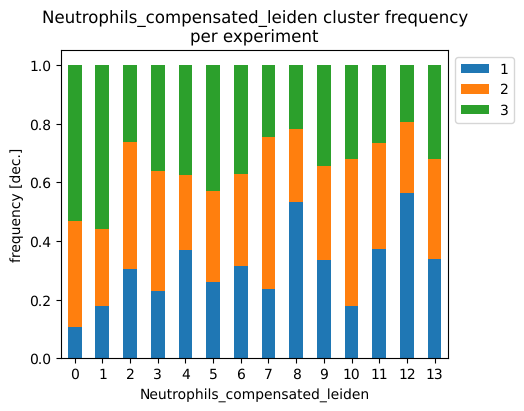 Neutrophils_compensated_leiden cluster frequency
per experiment
1
2
3
1.0
0.8
0.6
0.4
0.2
0.0
frequency [dec.]
0 1 2 3 4 5 6 7 8 9 10 11 12 13
Neutrophils_compensated_leiden